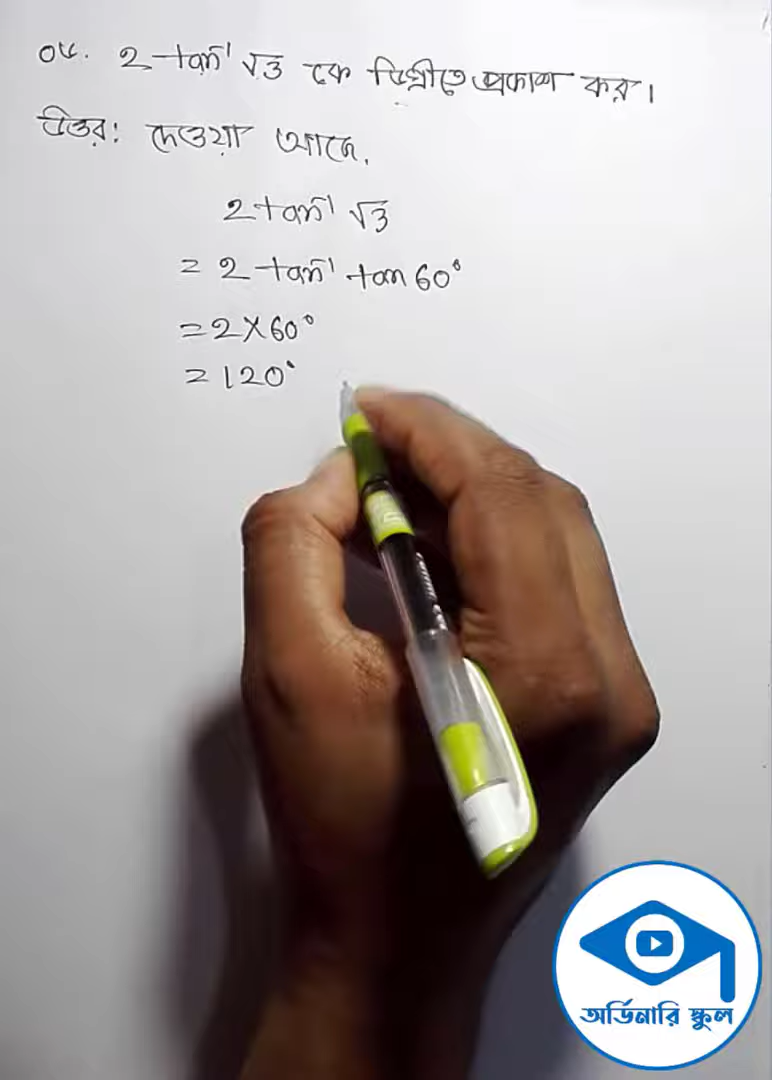 ০৮. 2 tan⁻¹ √3 কে ডিগ্রীতে প্রকাশ কর।
উত্তর: দেওয়া আছে,
2 tan⁻¹ √3
= 2 tan⁻¹ tan 60°
= 2 × 60°
= 120°
অর্ডিনারি স্কুল